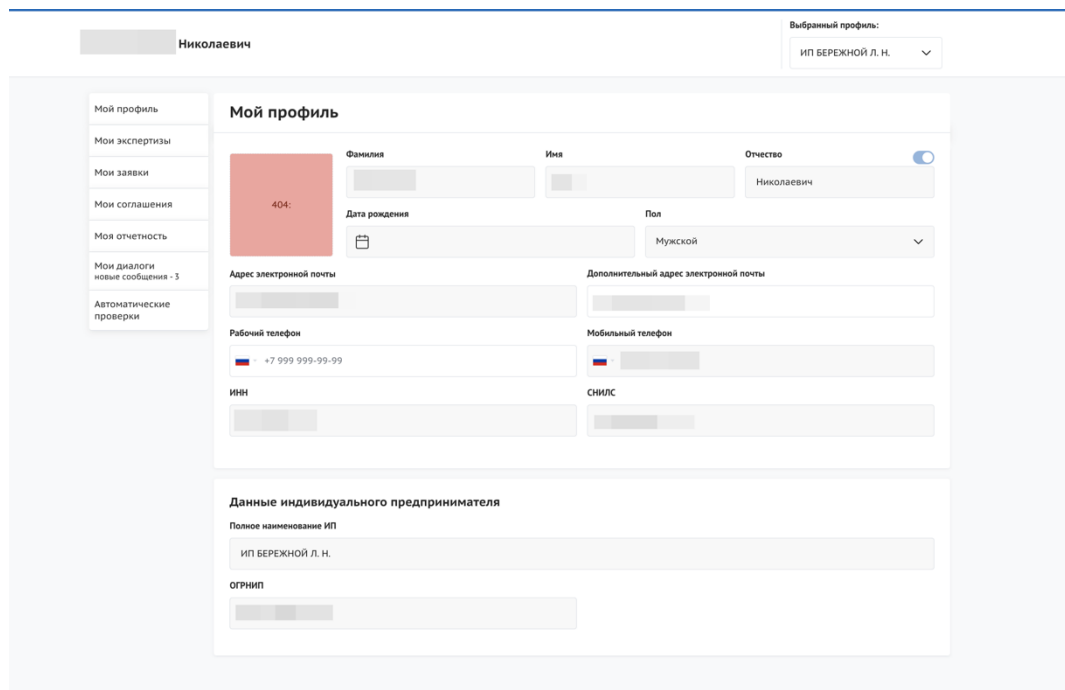 Выбранный профиль:
Николаевич
ИП БЕРЕЖНОЙ Л. Н.
Мой профиль
Мои экспертизы
Мои заявки
Мои соглашения
Моя отчетность
Мои диалоги
новые сообщения - 3
Автоматические
проверки
Мой профиль
404:
Фамилия
Имя
Отчество
Николаевич
Дата рождения
Пол
Мужской
Адрес электронной почты
Дополнительный адрес электронной почты
Рабочий телефон
Мобильный телефон
+7 999 999-99-99
ИНН
СНИЛС
Данные индивидуального предпринимателя
Полное наименование ИП
ИП БЕРЕЖНОЙ Л. Н.
ОГРНИП